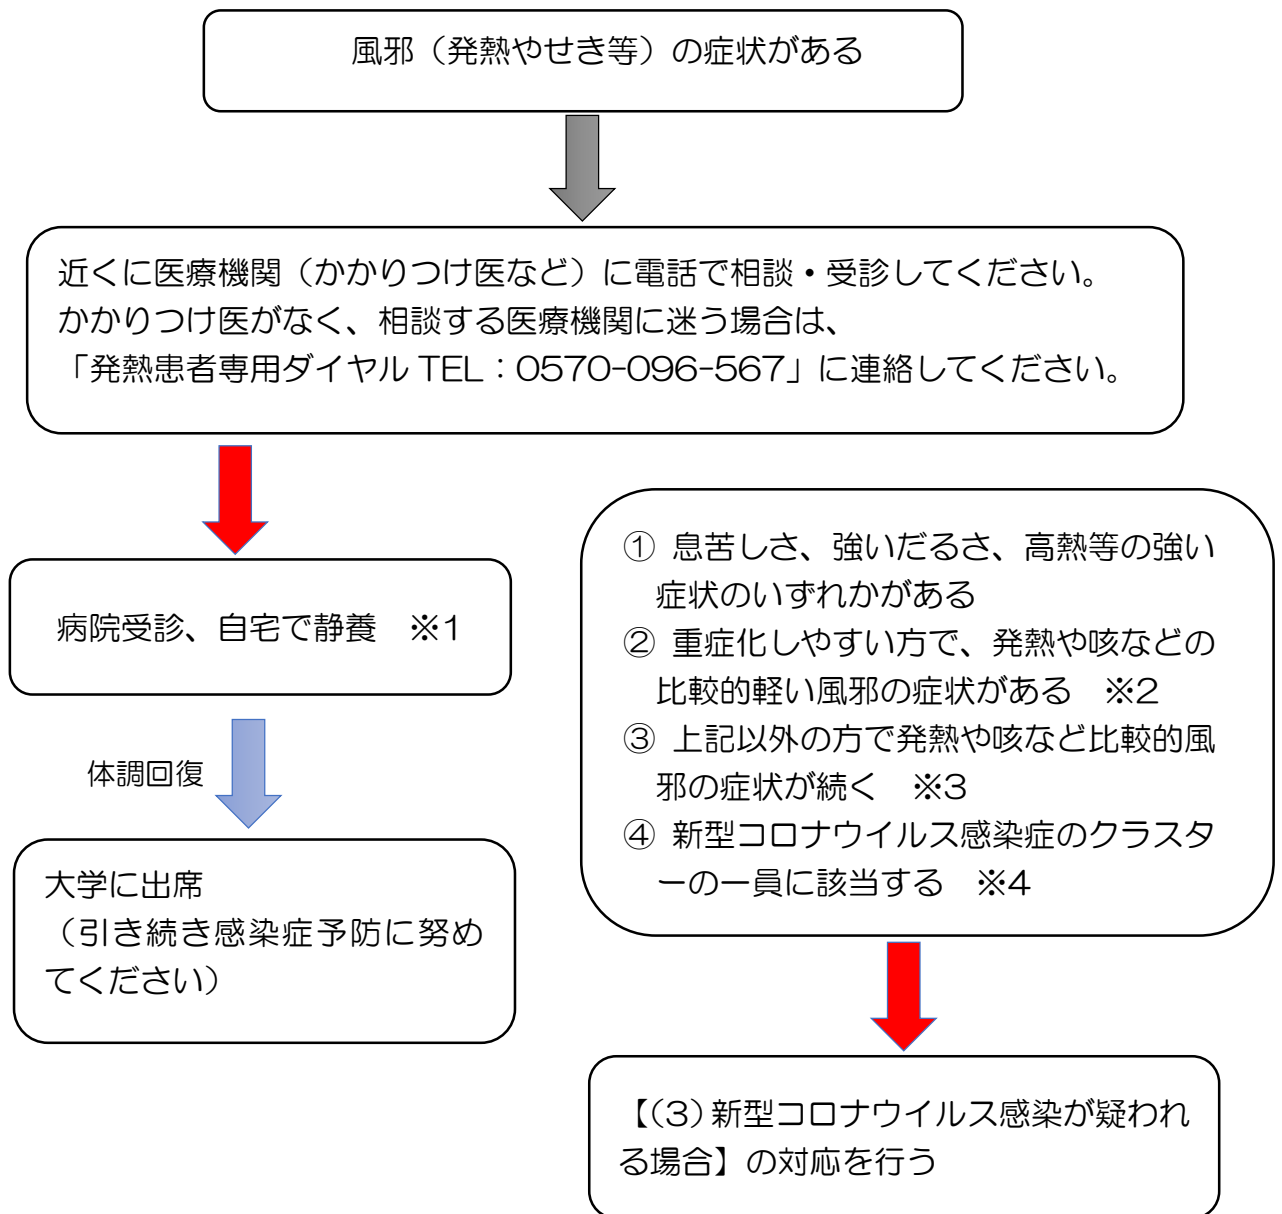 風邪（発熱やせき等）の症状がある
近くに医療機関（かかりつけ医など）に電話で相談・受診してください。
かかりつけ医がなく、相談する医療機関に迷う場合は、
「発熱患者専用ダイヤル TEL：0570-096-567」に連絡してください。
病院受診、自宅で静養　※1
体調回復
大学に出席
（引き続き感染症予防に努め
てください）
① 息苦しさ、強いだるさ、高熱等の強い
症状のいずれかがある
② 重症化しやすい方で、発熱や咳などの
比較的軽い風邪の症状がある　※2
③ 上記以外の方で発熱や咳など比較的風
邪の症状が続く　※3
④ 新型コロナウイルス感染症のクラスタ
ーの一員に該当する　※4
【(3)新型コロナウイルス感染が疑われ
る場合】の対応を行う